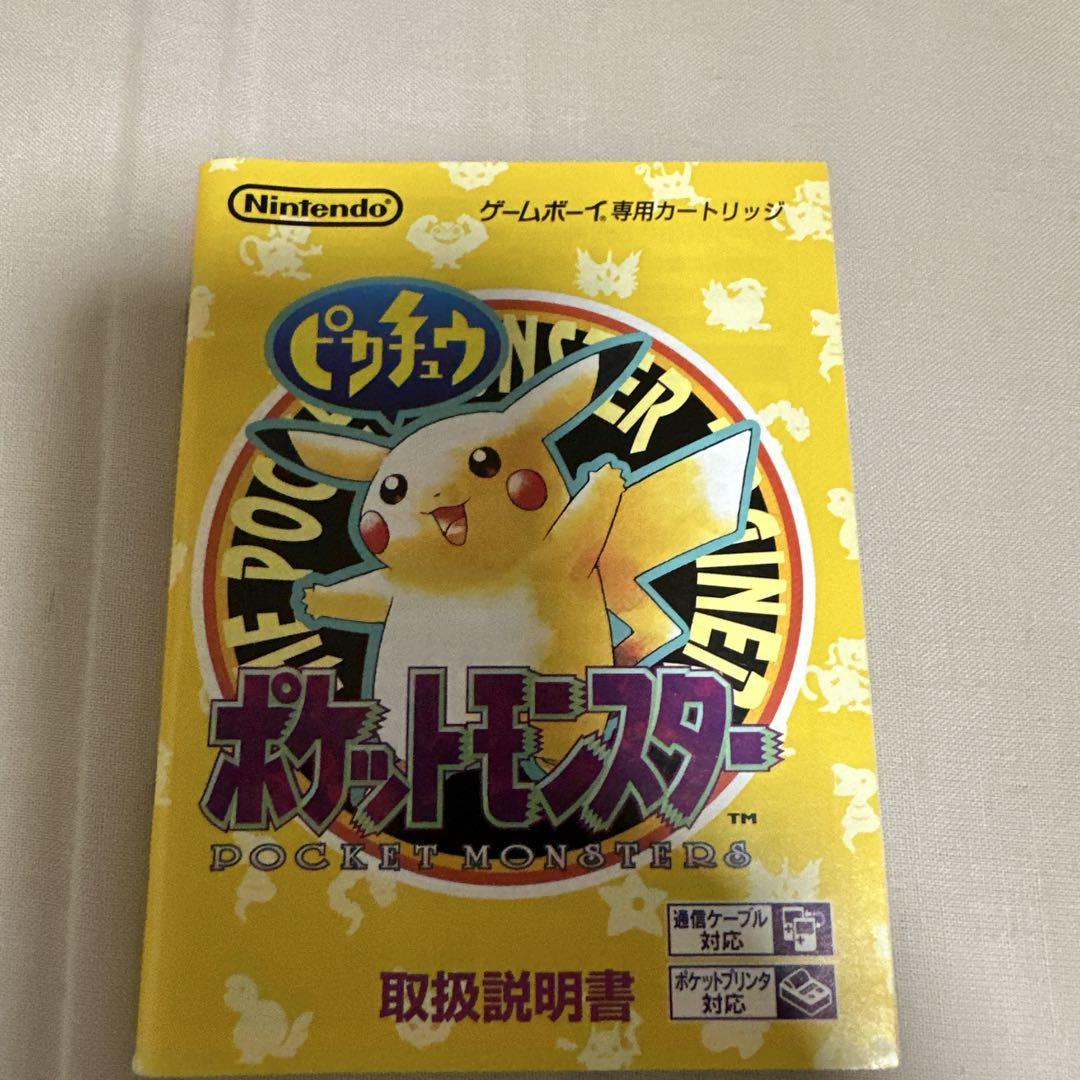 Nintendo®
ゲームボーイ®専用カートリッジ
ピカチュウ
ポケットモンスター
TM
POCKET MONSTERS
通信ケーブル
対応
ポケットプリンタ
対応
取扱説明書